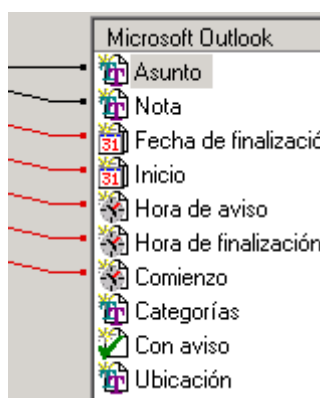 Microsoft Outlook
Asunto
Nota
Fecha de finalizació
Inicio
Hora de aviso
Hora de finalización
Comienzo
Categorías
Con aviso
Ubicación